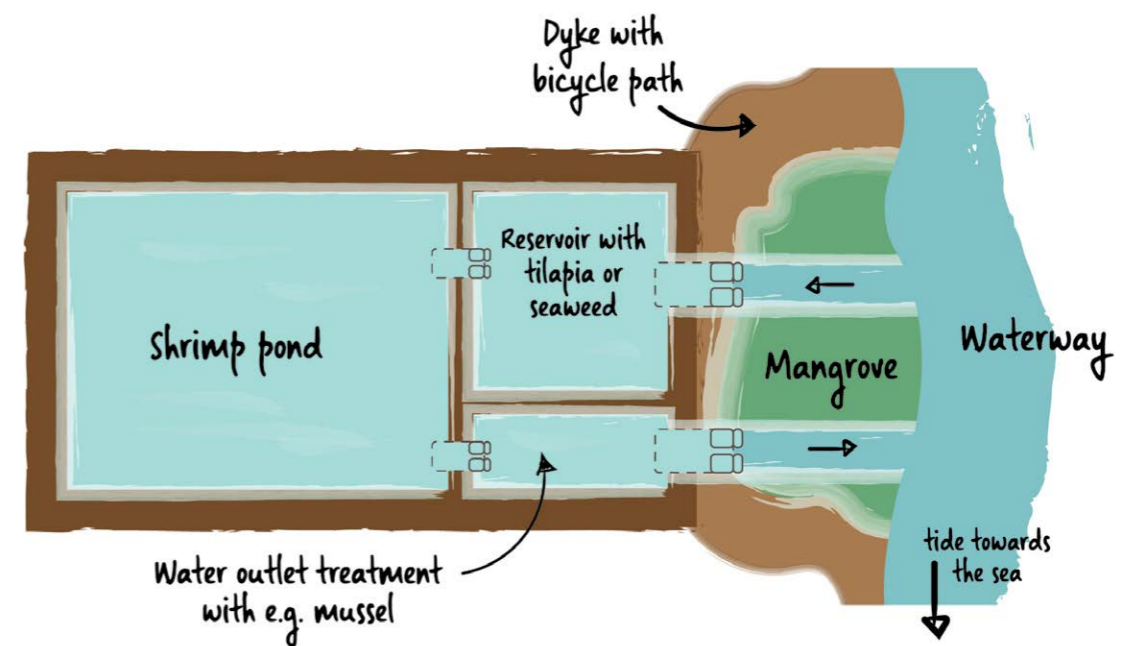 Dyke with
bicycle path
Reservoir with
tilapia or
seaweed
Shrimp pond
Waterway
Mangrove
tide towards
the sea
Water outlet treatment
with e.g. mussel